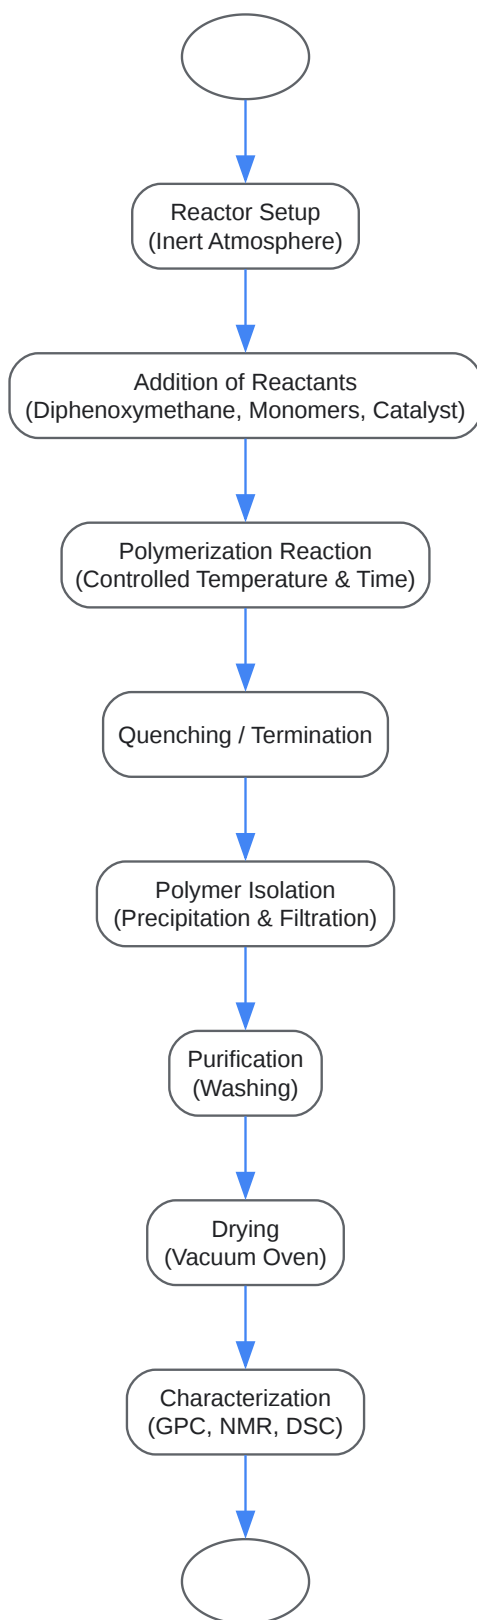 Reactor Setup
(Inert Atmosphere)
Addition of Reactants
(Diphenoxymethane, Monomers, Catalyst)
Polymerization Reaction
(Controlled Temperature & Time)
Quenching / Termination
Polymer Isolation
(Precipitation & Filtration)
Purification
(Washing)
Drying
(Vacuum Oven)
Characterization
(GPC, NMR, DSC)